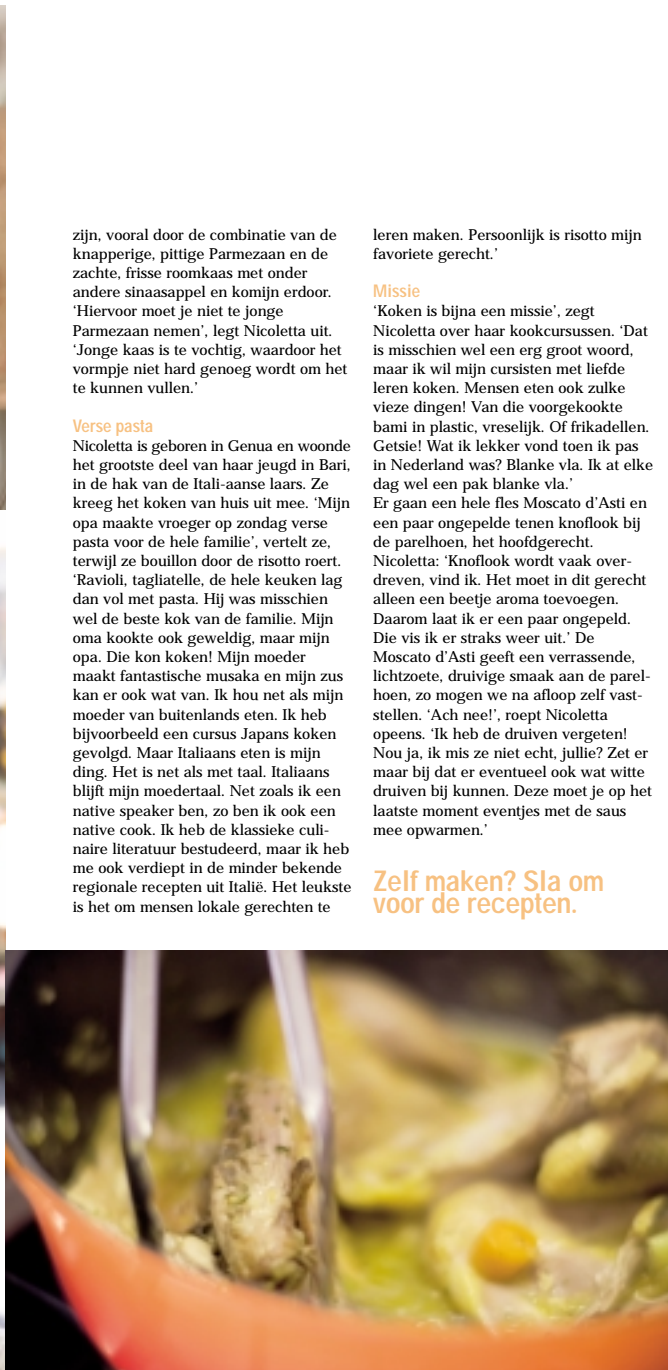 zijn, vooral door de combinatie van de
knapperige, pittige Parmezaan en de
zachte, frisse roomkaas met onder
andere sinaasappel en komijn erdoor.
‘Hiervoor moet je niet te jonge
Parmezaan nemen’, legt Nicoletta uit.
‘Jonge kaas is te vochtig, waardoor het
vormpje niet hard genoeg wordt om het
te kunnen vullen.’
Verse pasta
Nicoletta is geboren in Genua en woonde
het grootste deel van haar jeugd in Bari,
in de hak van de Itali-aanse laars. Ze
kreeg het koken van huis uit mee. ‘Mijn
opa maakte vroeger op zondag verse
pasta voor de hele familie’, vertelt ze,
terwijl ze bouillon door de risotto roert.
‘Ravioli, tagliatelle, de hele keuken lag
dan vol met pasta. Hij was misschien
wel de beste kok van de familie. Mijn
oma kookte ook geweldig, maar mijn
opa. Die kon koken! Mijn moeder
maakt fantastische musaka en mijn zus
kan er ook wat van. Ik hou net als mijn
moeder van buitenlands eten. Ik heb
bijvoorbeeld een cursus Japans koken
gevolgd. Maar Italiaans eten is mijn
ding. Het is net als met taal. Italiaans
blijft mijn moedertaal. Net zoals ik een
native speaker ben, zo ben ik ook een
native cook. Ik heb de klassieke culi-
naire literatuur bestudeerd, maar ik heb
me ook verdiept in de minder bekende
regionale recepten uit Italië. Het leukste
is het om mensen lokale gerechten te
leren maken. Persoonlijk is risotto mijn
favoriete gerecht.’
Missie
‘Koken is bijna een missie’, zegt
Nicoletta over haar kookcursussen. ‘Dat
is misschien wel een erg groot woord,
maar ik wil mijn cursisten met liefde
leren koken. Mensen eten ook zulke
vieze dingen! Van die voorgekookte
bami in plastic, vreselijk. Of frikadellen.
Getsie! Wat ik lekker vond toen ik pas
in Nederland was? Blanke vla. Ik at elke
dag wel een pak blanke vla.’
Er gaan een hele fles Moscato d’Asti en
een paar ongepelde tenen knoflook bij
de parelhoen, het hoofdgerecht.
Nicoletta: ‘Knoflook wordt vaak over-
dreven, vind ik. Het moet in dit gerecht
alleen een beetje aroma toevoegen.
Daarom laat ik er een paar ongepeld.
Die vis ik er straks weer uit.’ De
Moscato d’Asti geeft een verrassende,
lichtzoete, druivige smaak aan de parel-
hoen, zo mogen we na afloop zelf vast-
stellen. ‘Ach nee!’, roept Nicoletta
opeens. ‘Ik heb de druiven vergeten!
Nou ja, ik mis ze niet echt, jullie? Zet er
maar bij dat er eventueel ook wat witte
druiven bij kunnen. Deze moet je op het
laatste moment eventjes met de saus
mee opwarmen.’
Zelf maken? Sla om
voor de recepten.